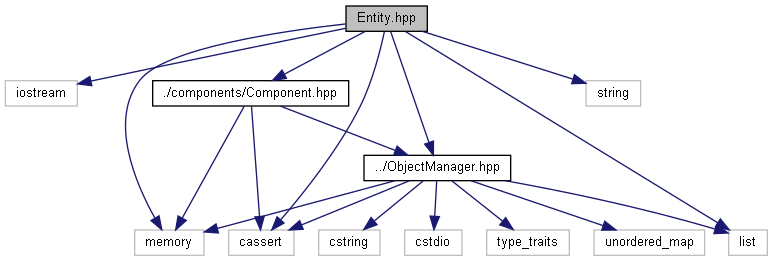 Entity.hpp
iostream
./components/Component.hpp
string
../ObjectManager.hpp
memory
cassert
cstring
cstdio
type_traits
unordered_map
list